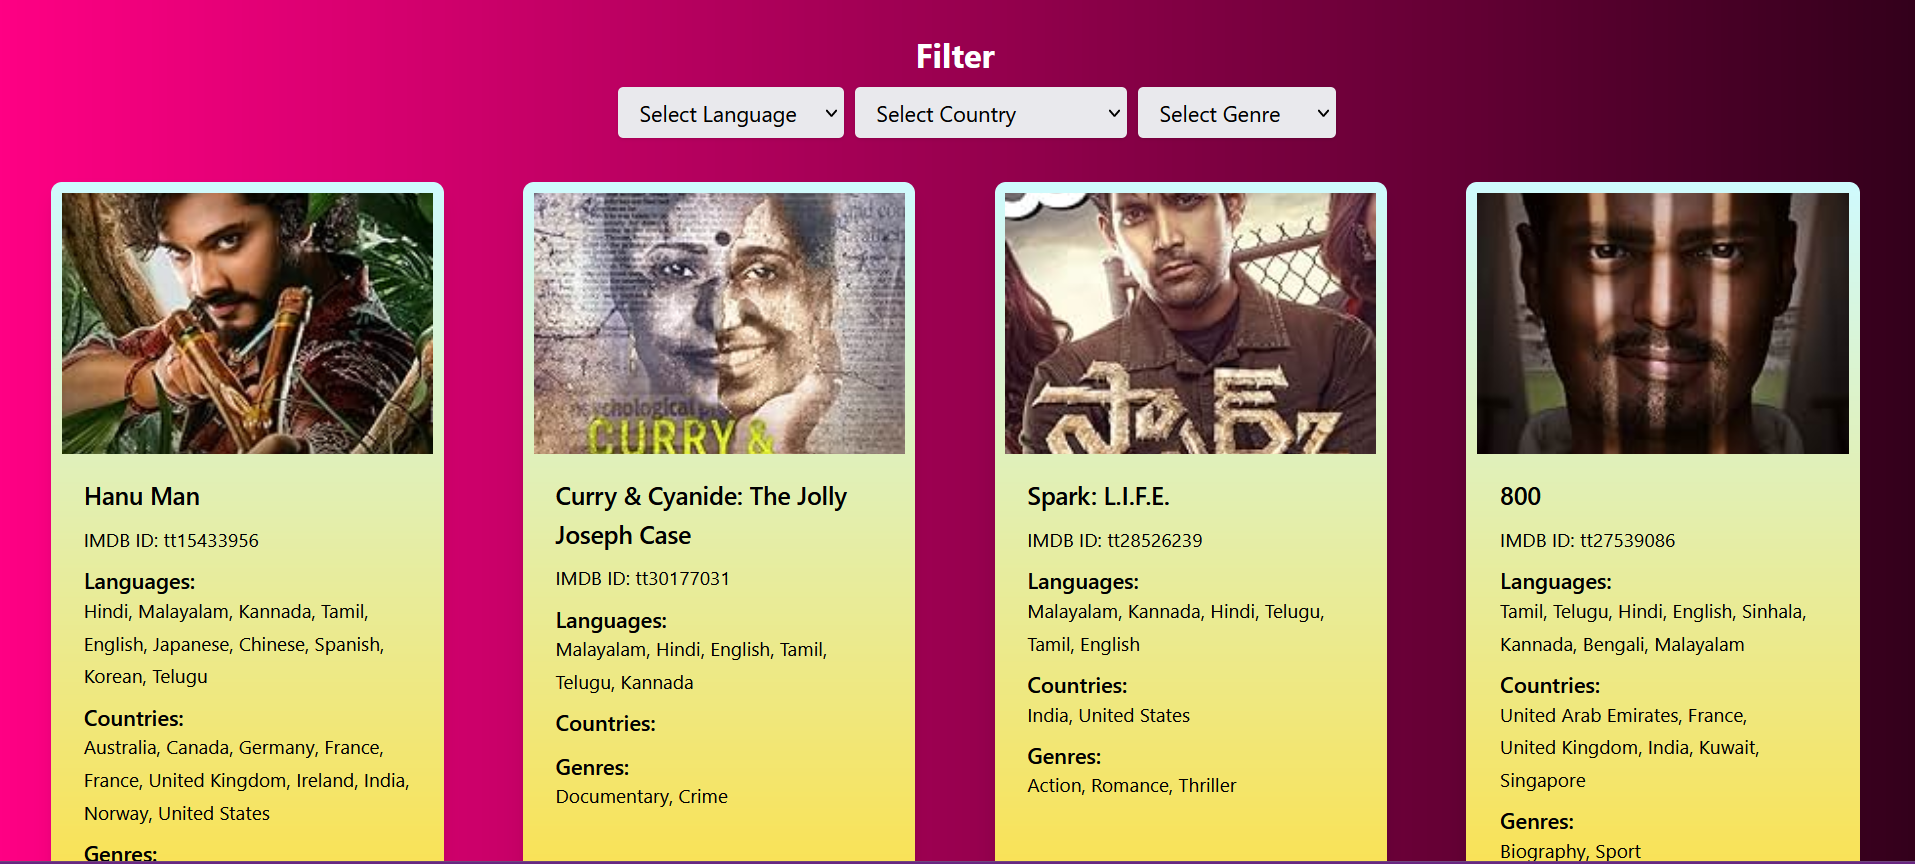 Filter
Select Language
Select Country
Select Genre
psychological
CURRY &
స్పార్క్
Hanu Man
IMDB ID: tt15433956
Languages:
Hindi, Malayalam, Kannada, Tamil,
English, Japanese, Chinese, Spanish,
Korean, Telugu
Countries:
Australia, Canada, Germany, France,
France, United Kingdom, Ireland, India,
Norway, United States
Genres:
Curry & Cyanide: The Jolly
Joseph Case
IMDB ID: tt30177031
Languages:
Malayalam, Hindi, English, Tamil,
Telugu, Kannada
Countries:
Genres:
Documentary, Crime
Spark: L.I.F.E.
IMDB ID: tt28526239
Languages:
Malayalam, Kannada, Hindi, Telugu,
Tamil, English
Countries:
India, United States
Genres:
Action, Romance, Thriller
800
IMDB ID: tt27539086
Languages:
Tamil, Telugu, Hindi, English, Sinhala,
Kannada, Bengali, Malayalam
Countries:
United Arab Emirates, France,
United Kingdom, India, Kuwait,
Singapore
Genres:
Biography, Sport